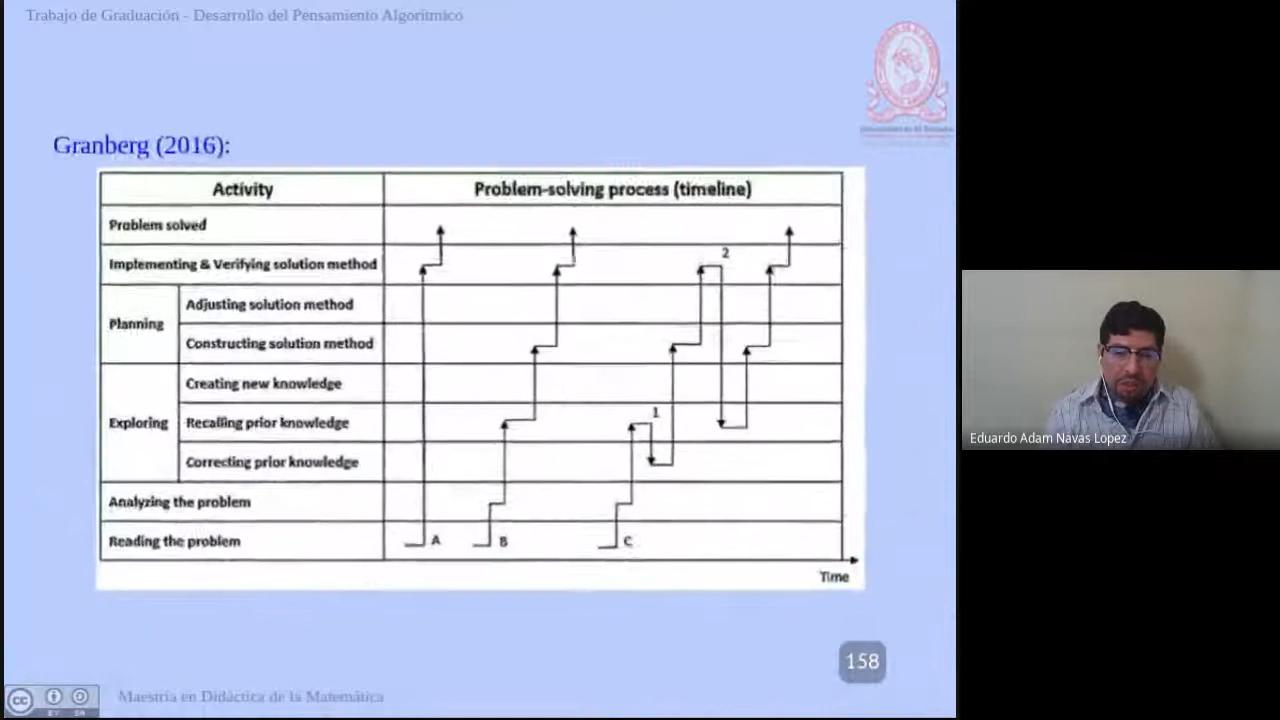 Trabajo de Graduación - Desarrollo del Pensamiento Algorítmico
Granberg (2016):
Activity
Problem-solving process (timeline)
Problem solved
Implementing & Verifying solution method
2
Planning
Adjusting solution method
Constructing solution method
Exploring
Creating new knowledge
Recalling prior knowledge
1
Correcting prior knowledge
Analyzing the problem
Reading the problem
A
B
C
Time
Eduardo Adam Navas Lopez
158
cc
BY SA
Maestría en Didáctica de la Matemática